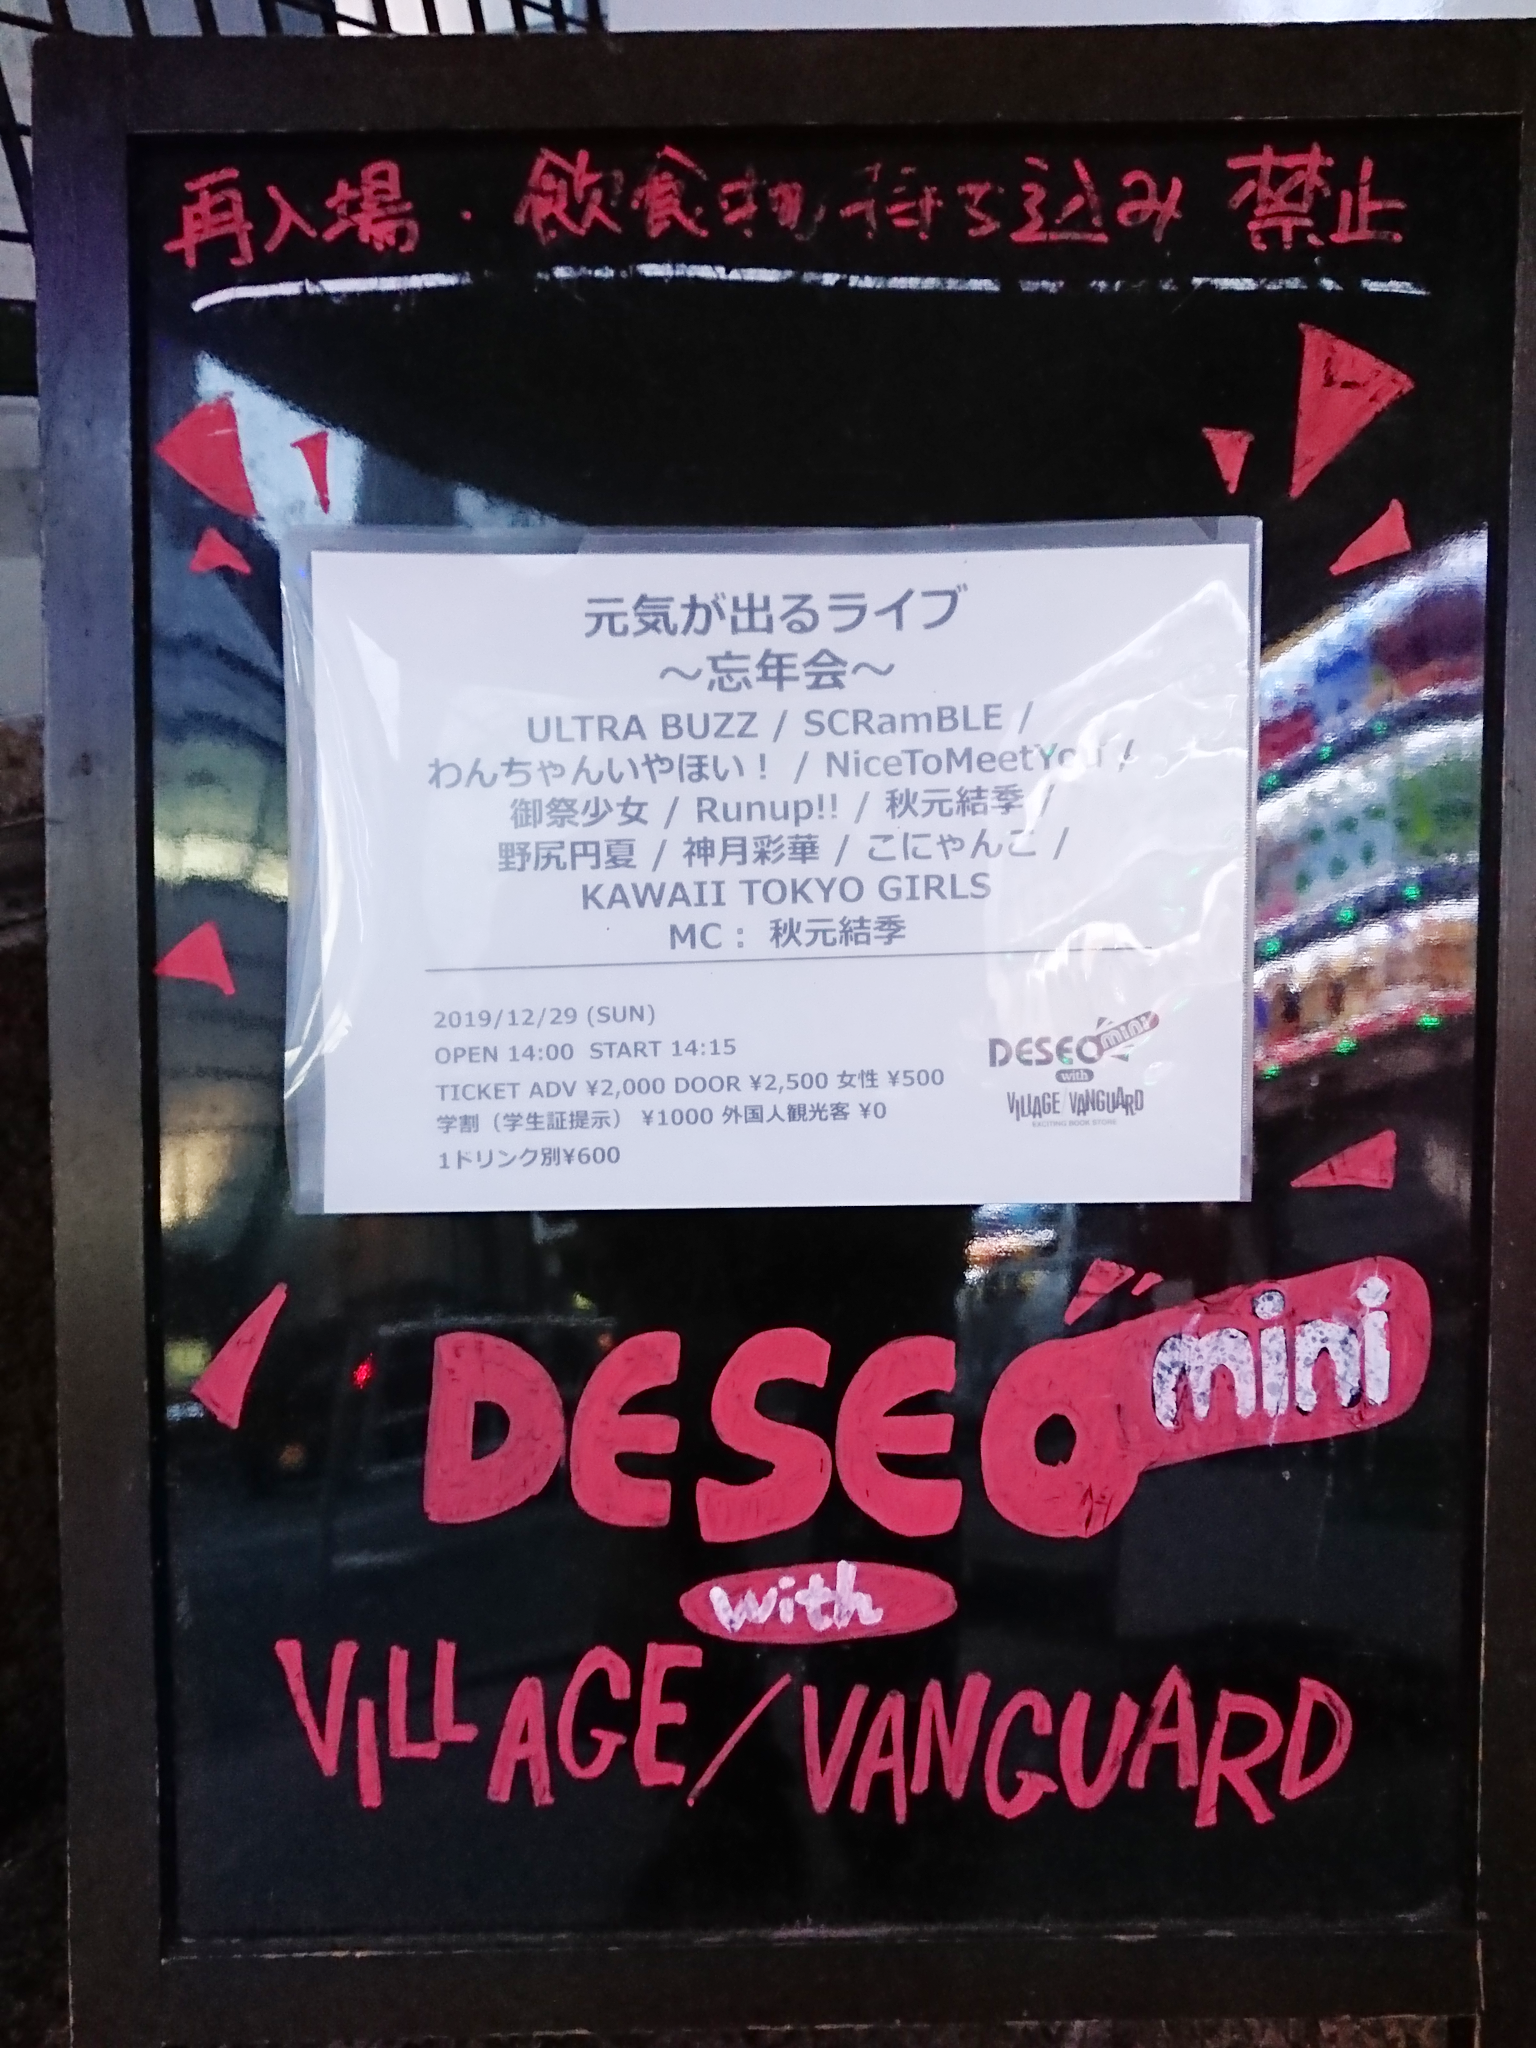 再入場・飲食物持ち込み禁止
元気が出るライブ
～忘年会～
ULTRA BUZZ / SCRamBLE /
わんちゃんいやほい！ / NiceToMeetYou /
御祭少女 / Runup!! / 秋元結季 /
野尻円夏 / 神月彩華 / こにゃんこ /
KAWAII TOKYO GIRLS
MC： 秋元結季
2019/12/29 (SUN)
OPEN 14:00 START 14:15
TICKET ADV ¥2,000 DOOR ¥2,500 女性 ¥500
学割（学生証提示） ¥1000 外国人観光客 ¥0
1ドリンク別¥600
DESEO mini
with
VILLAGE/VANGUARD
EXCITING BOOK STORE
DESEO mini
with
VILLAGE/VANGUARD